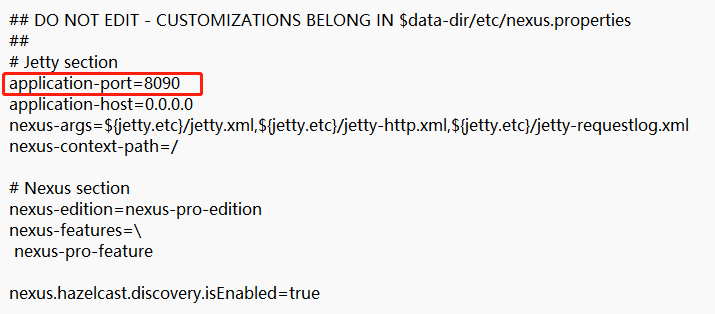 ## DO NOT EDIT - CUSTOMIZATIONS BELONG IN $data-dir/etc/nexus.properties
##
# Jetty section
application-port=8090
application-host=0.0.0.0
nexus-args=${jetty.etc}/jetty.xml,${jetty.etc}/jetty-http.xml,${jetty.etc}/jetty-requestlog.xml
nexus-context-path=/

# Nexus section
nexus-edition=nexus-pro-edition
nexus-features=\
 nexus-pro-feature

nexus.hazelcast.discovery.isEnabled=true